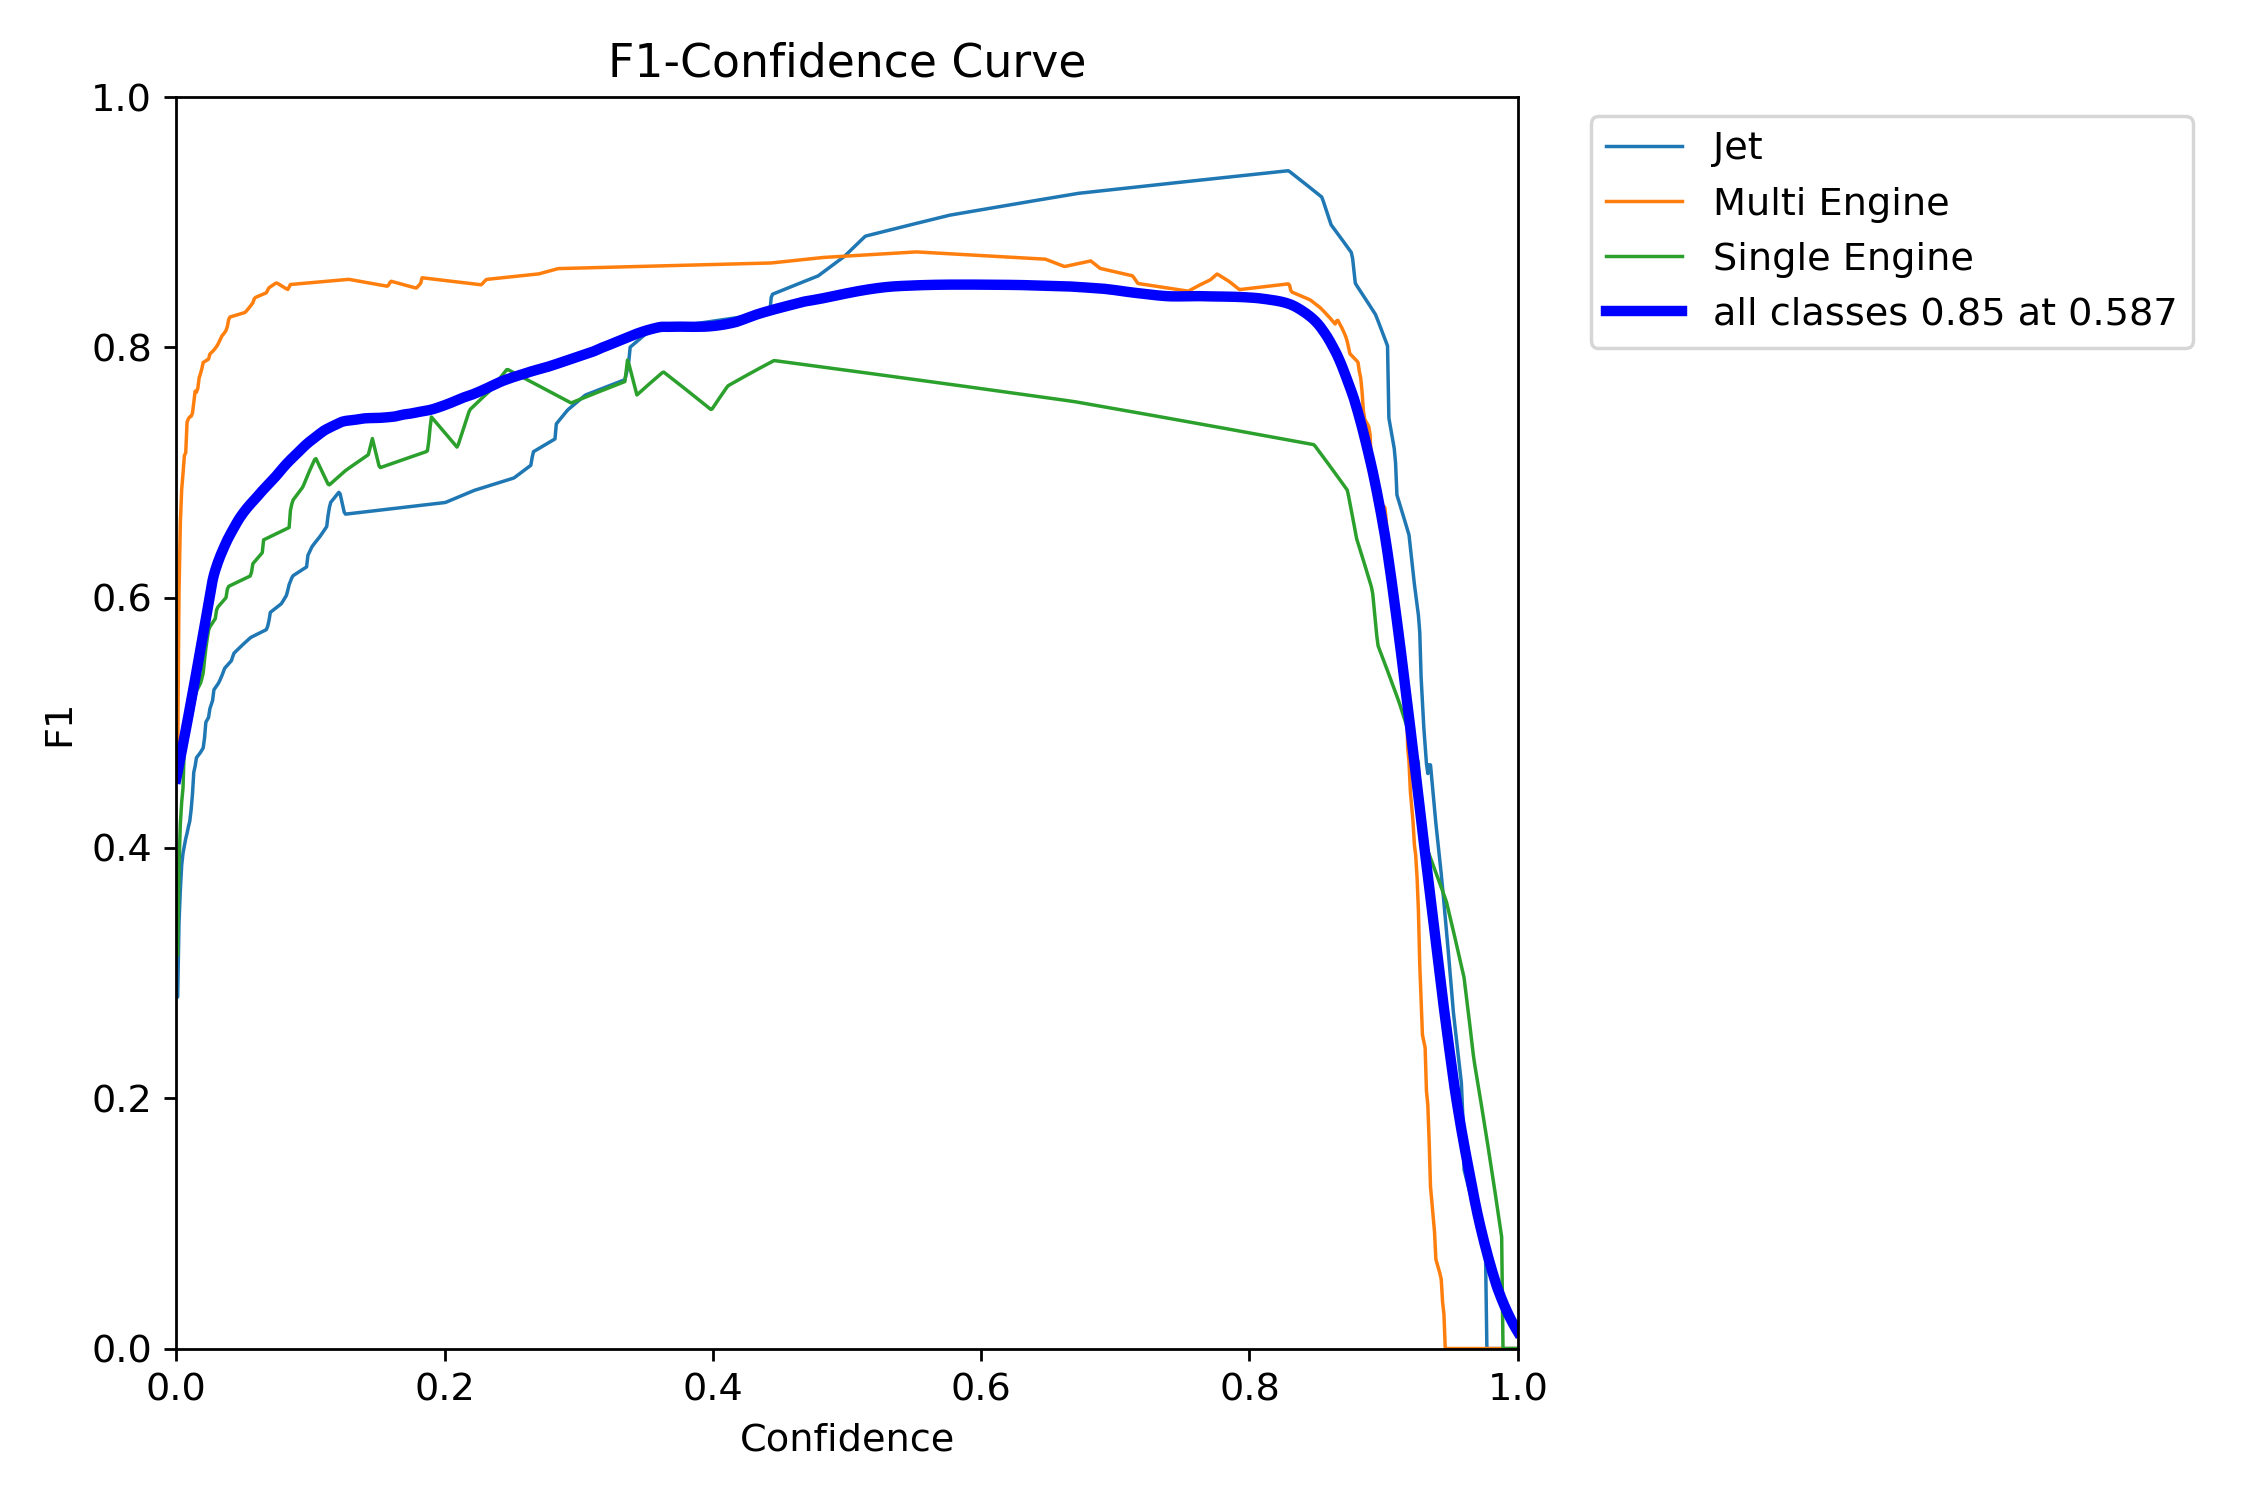 F1-Confidence Curve
1.0
0.8
0.6
0.4
0.2
0.0
F1
0.0 0.2 0.4 0.6 0.8 1.0
Confidence
Jet
Multi Engine
Single Engine
all classes 0.85 at 0.587